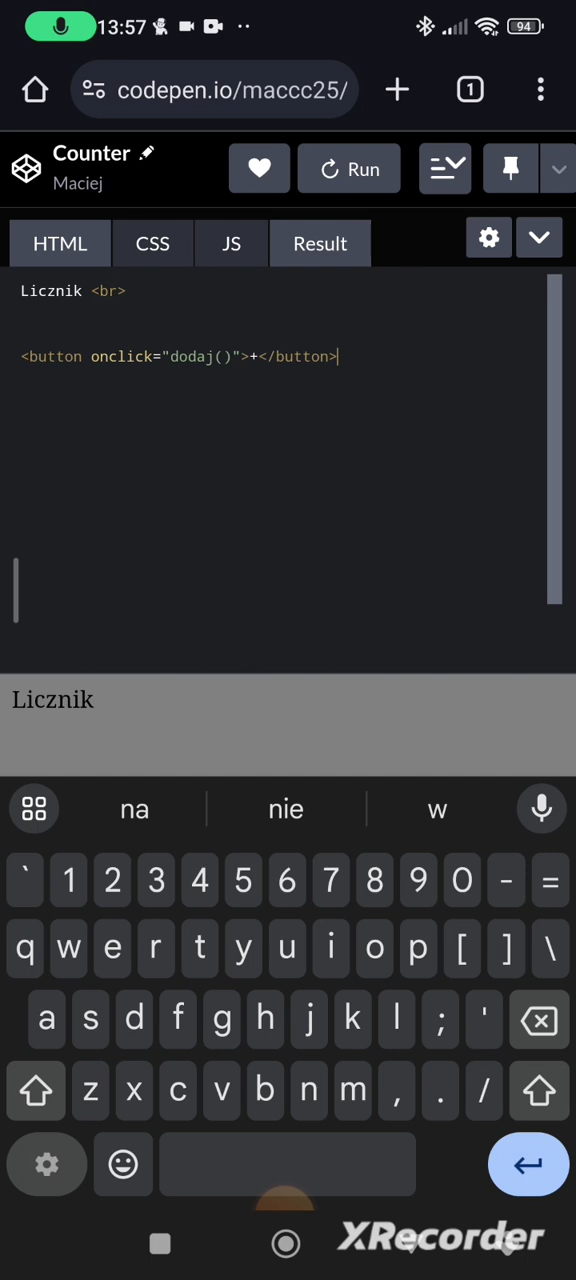 13:57 94
codepen.io/maccc25/ 1
Counter
Maciej
Run
HTML CSS JS Result
Licznik <br>
<button onclick="dodaj()">+</button>
Licznik
na nie w
` 1 2 3 4 5 6 7 8 9 0 - =
q w e r t y u i o p [ ] \
a s d f g h j k l ; '
z x c v b n m , . /
XRecorder